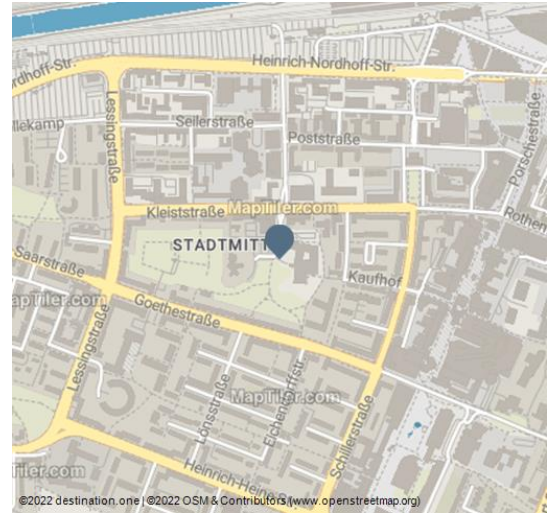 Heinrich-Nordhoff-Str.
rdhoff-Str.
Lessingstraße
llekamp
Seilerstraße
Poststraße
Porschestraße
Kleiststraße
MapTiler.com
Rothen
STADTMITT
Saarstraße
Kaufhof
apTiler.com
Goethestraße
Lessingstraße
Lönsstraße
Eichendorffstr
MapTiler.com
Schillerstraße
Heinrich-Heine-S
Tiler.com
©2022 destination.one | ©2022 OSM & Contributors (www.openstreetmap.org)